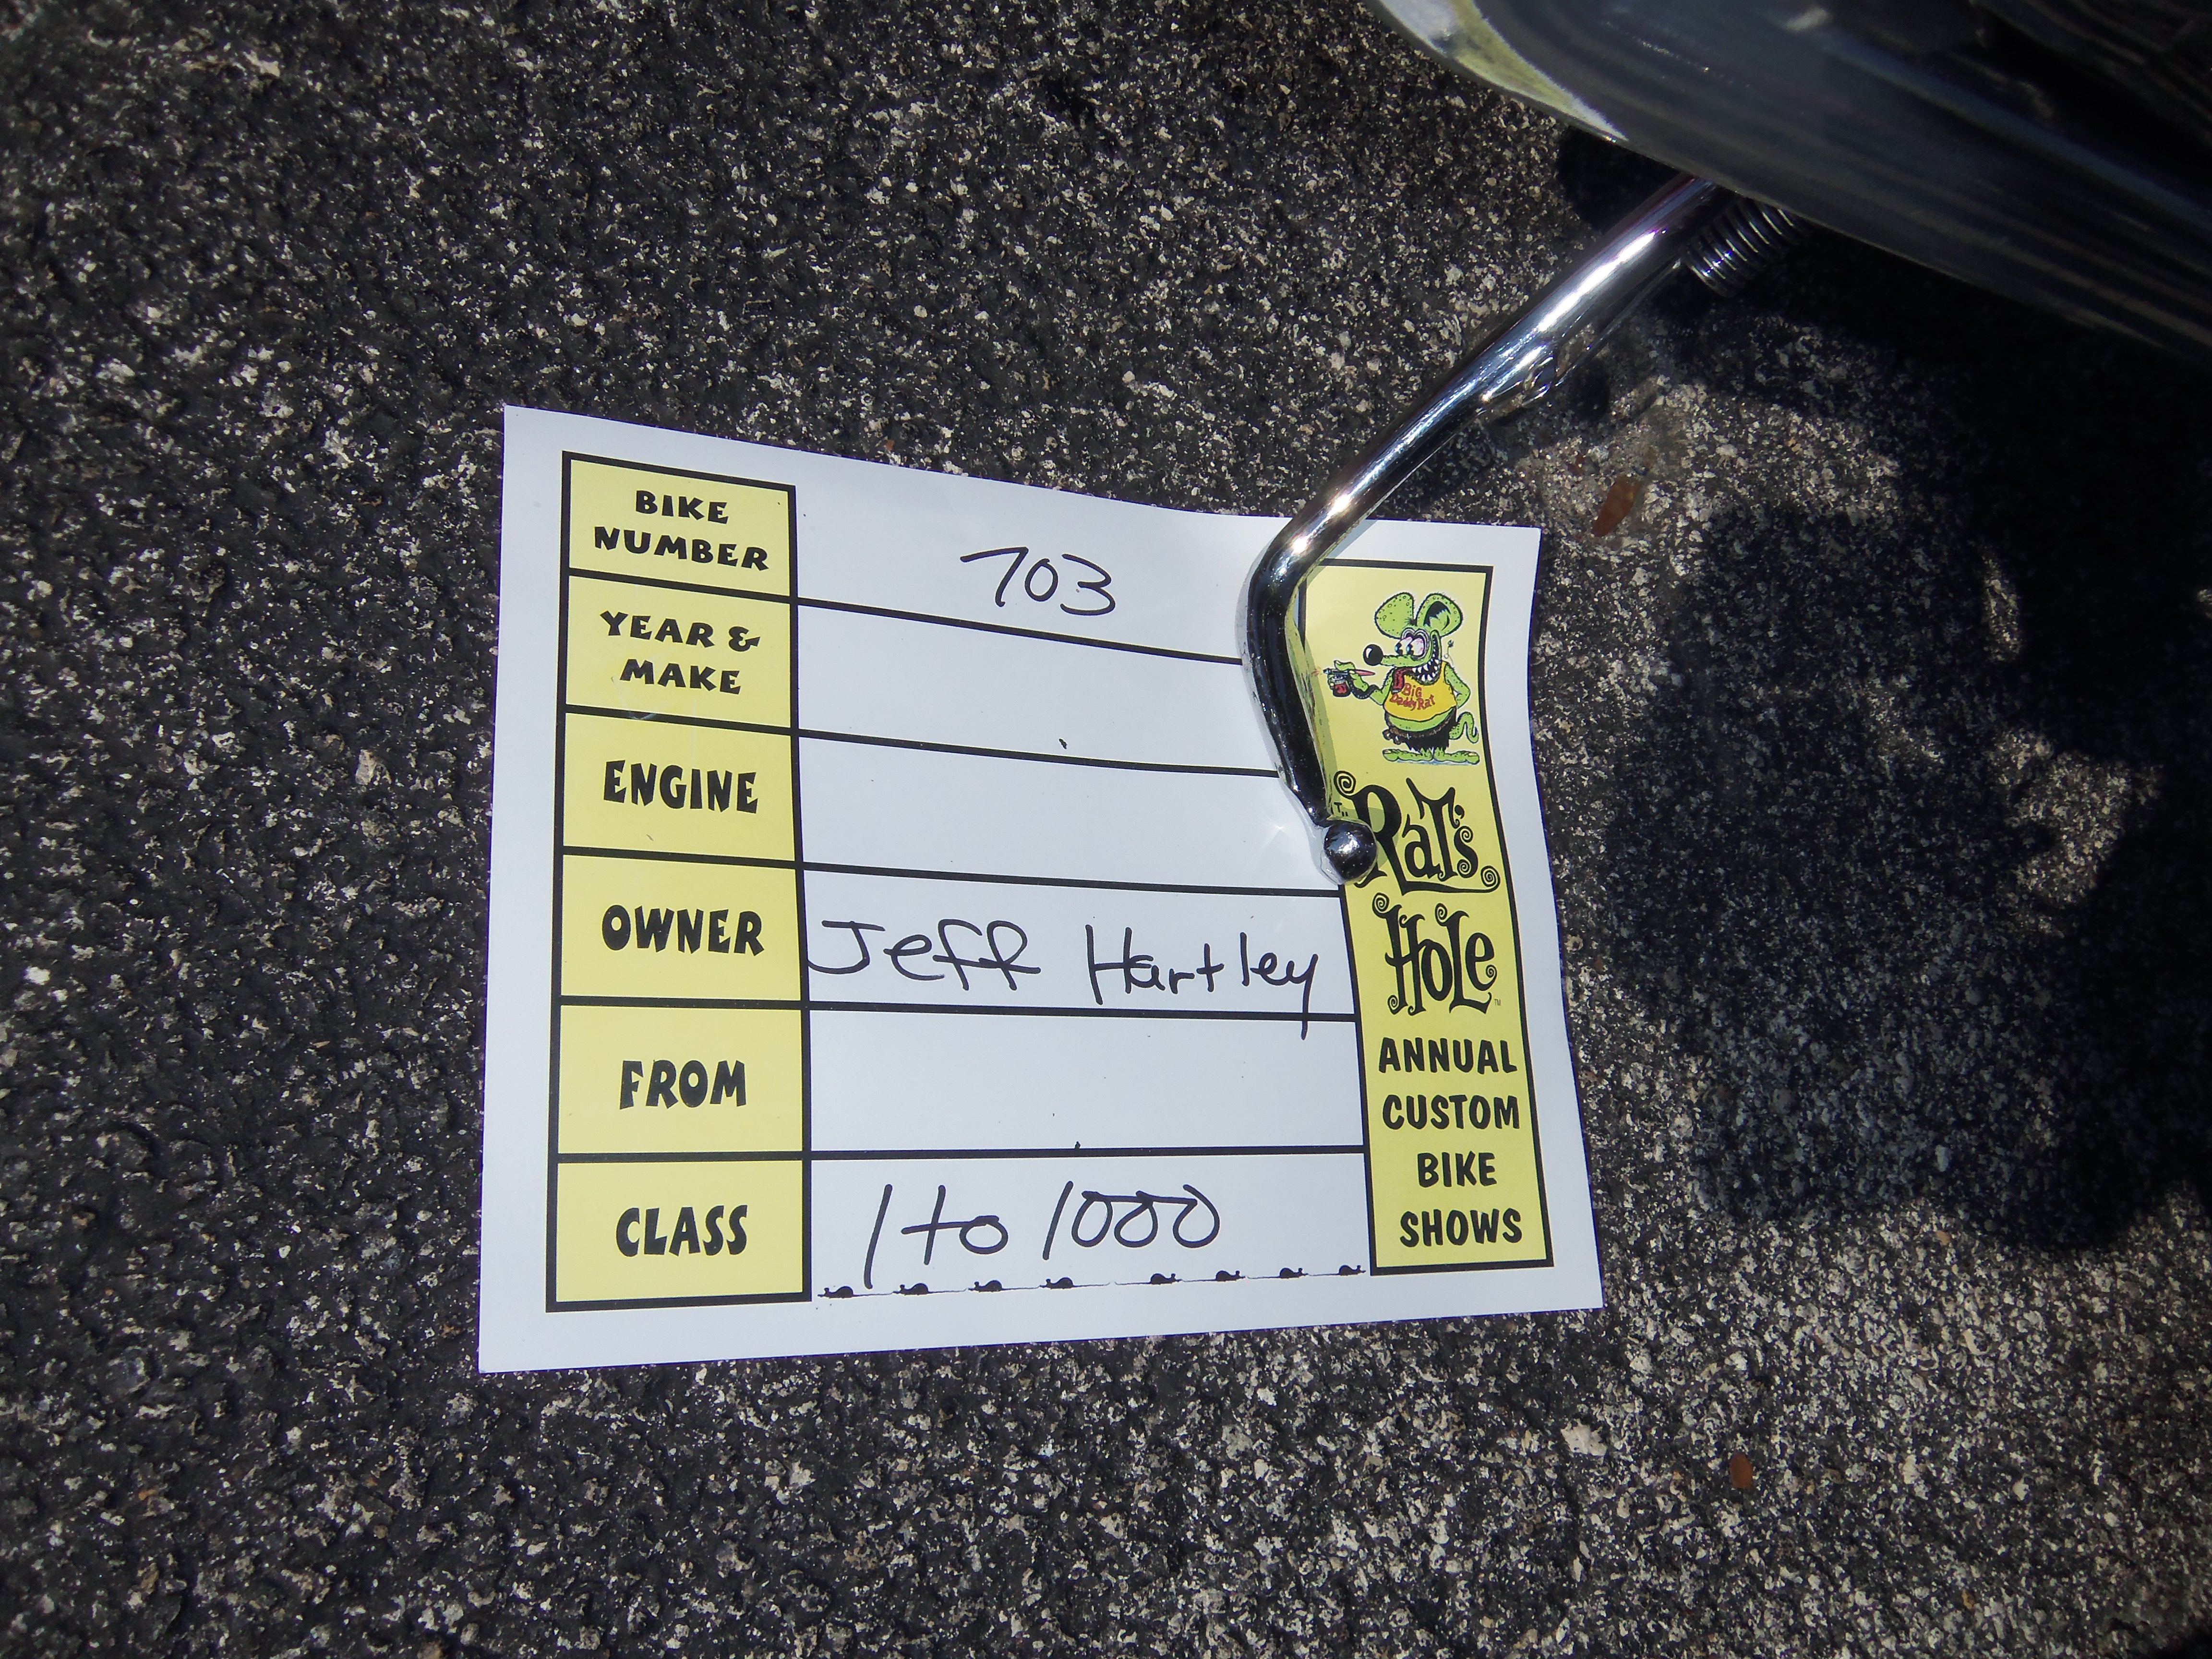 BIKE
NUMBER
703
YEAR &
MAKE
ENGINE
OWNER
Jeff Hartley
FROM
CLASS
1 to 1000
Big
Daddy Rat
RAT'S
HOLE
TM
ANNUAL
CUSTOM
BIKE
SHOWS